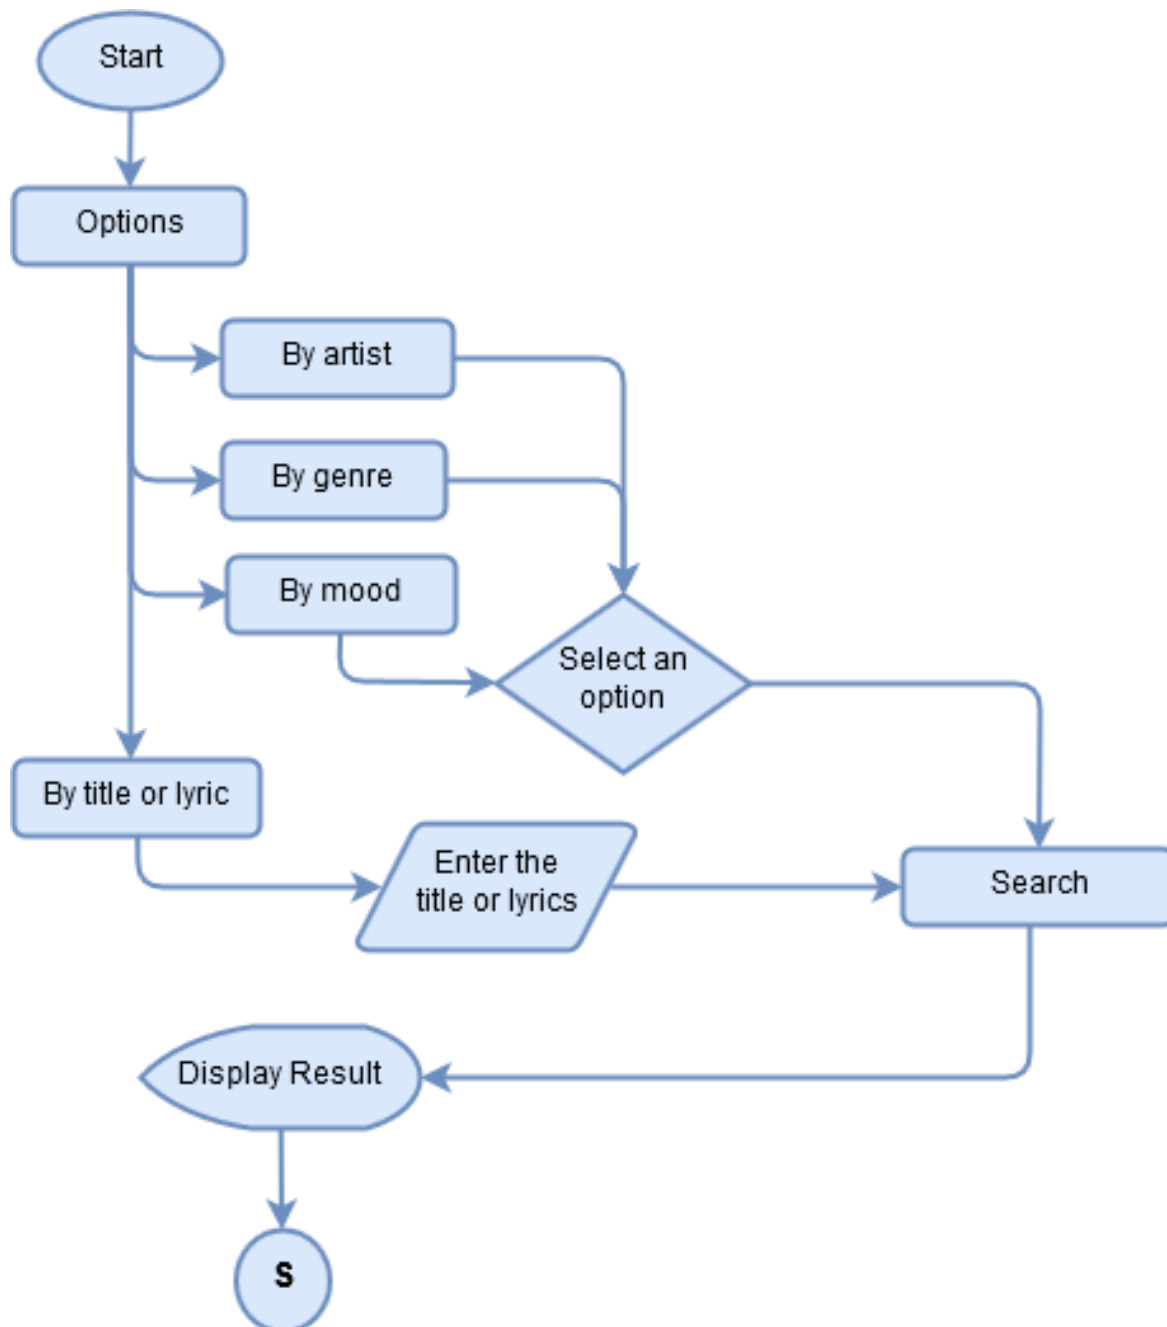 Start
Options
By artist
By genre
By mood
Select an
option
By title or lyric
Enter the
title or lyrics
Search
Display Result
S